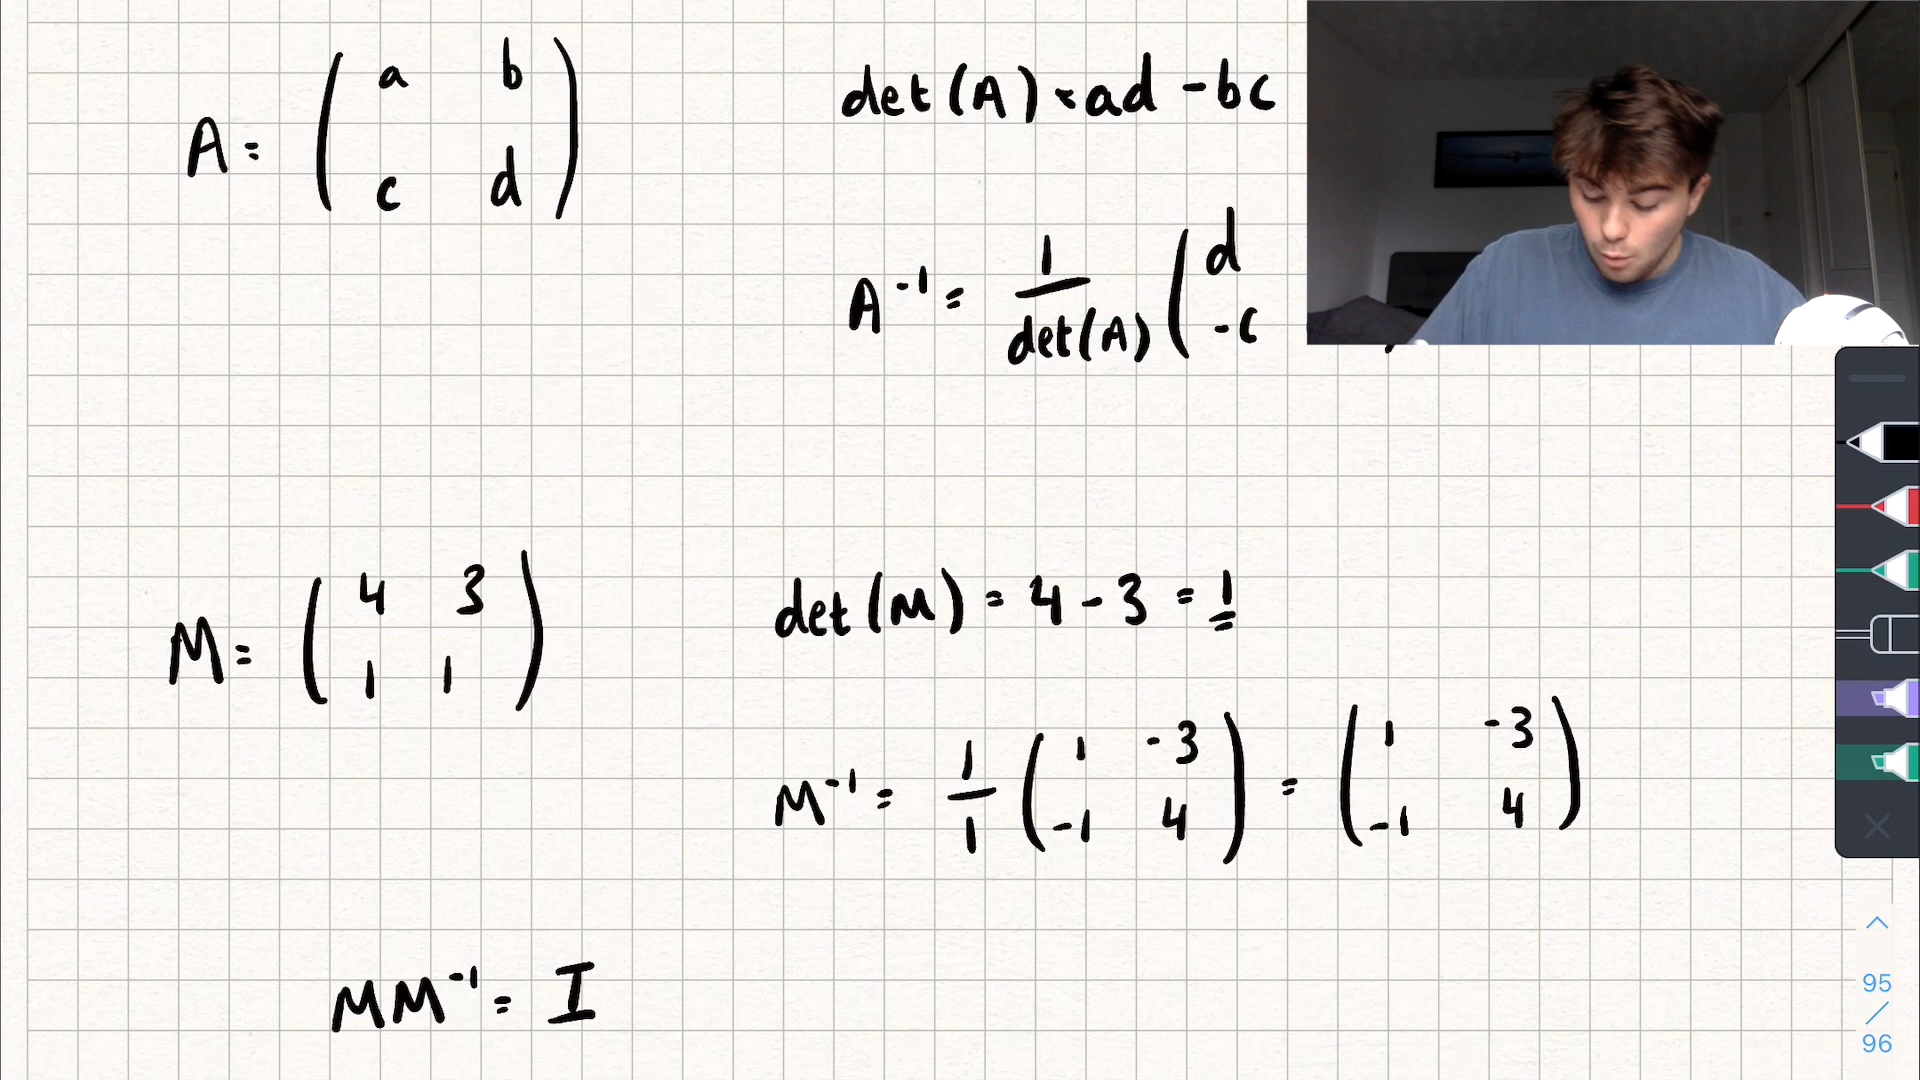 A = ( a b
c d )
det(A) = ad - bc
A⁻¹ = 1/det(A) ( d
-c
M = ( 4 3
1 1 )
det(M) = 4 - 3 = 1
M⁻¹ = 1/1 ( 1 -3
-1 4 ) = ( 1 -3
-1 4 )
MM⁻¹ = I
95
/
96